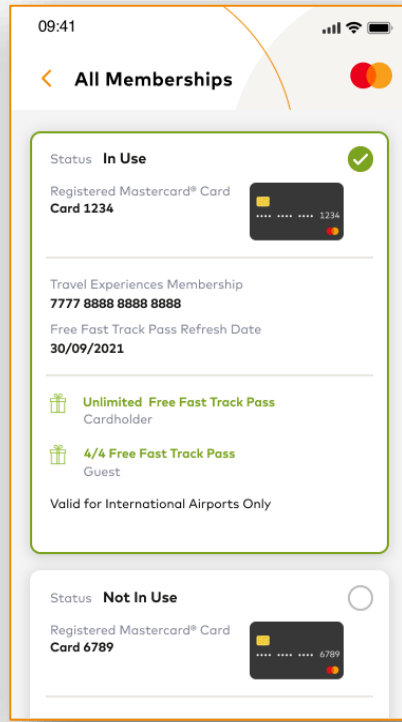 09:41
All Memberships
Status In Use
Registered Mastercard® Card
Card 1234
•••• •••• •••• 1234
Travel Experiences Membership
7777 8888 8888 8888
Free Fast Track Pass Refresh Date
30/09/2021
Unlimited Free Fast Track Pass
Cardholder
4/4 Free Fast Track Pass
Guest
Valid for International Airports Only
Status Not In Use
Registered Mastercard® Card
Card 6789
•••• •••• •••• 6789